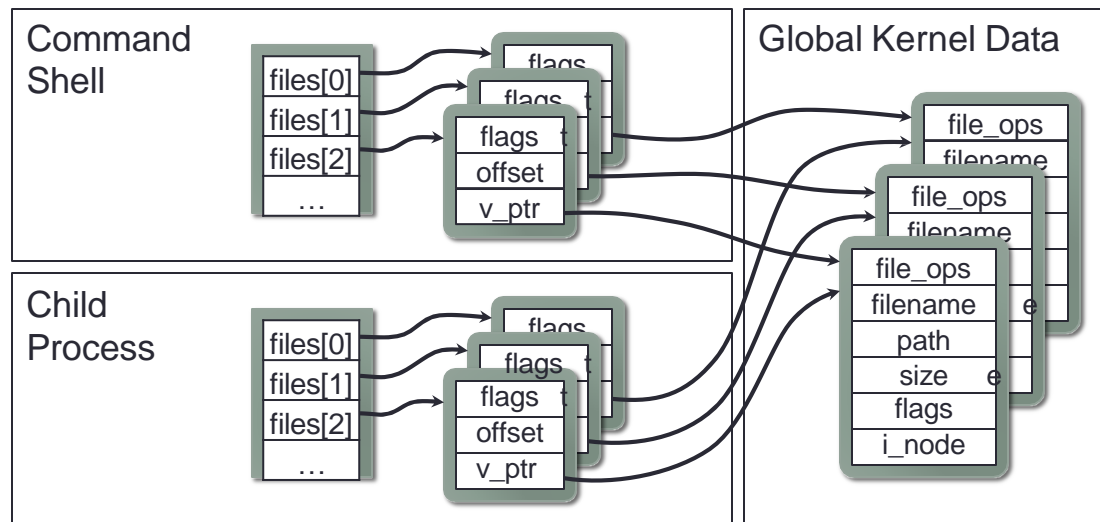 Command
Shell
files[0]
files[1]
files[2]
…
flags
flags t
flags t
offset
v_ptr
Global Kernel Data
file_ops
filename
file_ops
filename
file_ops
filename e
path
size e
flags
i_node
Child
Process
files[0]
files[1]
files[2]
…
flags
flags t
flags t
offset
v_ptr